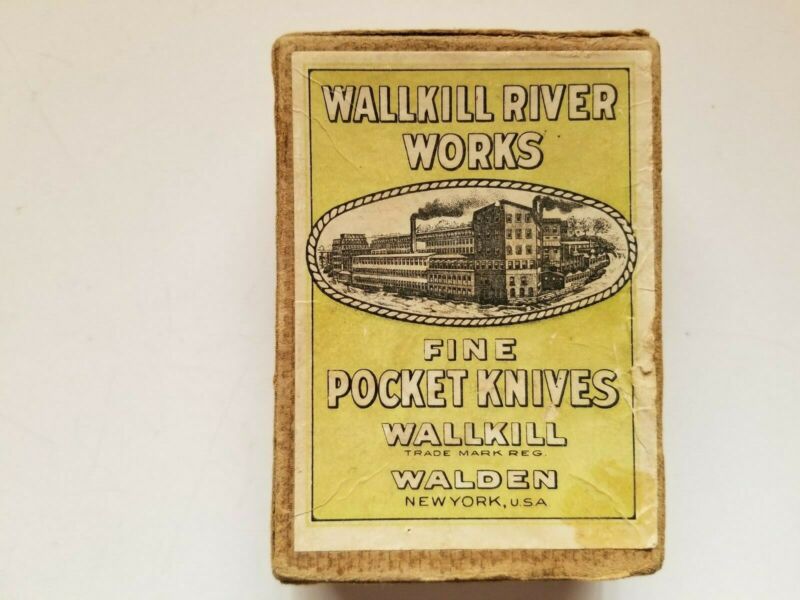 WALLKILL RIVER
WORKS
FINE
POCKET KNIVES
WALLKILL
TRADE MARK REG.
WALDEN
NEW YORK, U.S.A